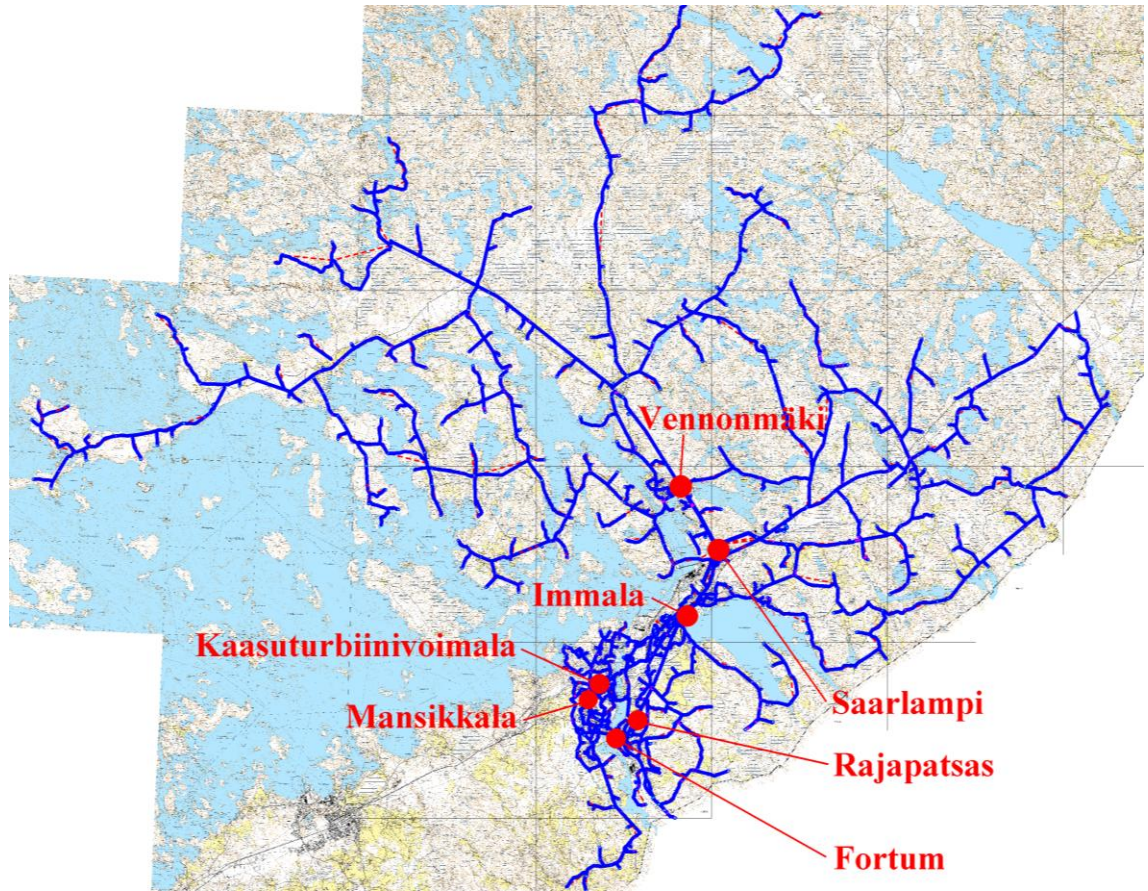 Vennonmäki
Immala
Kaasuturbiinivoimala
Mansikkala
Saarlampi
Rajapatsas
Fortum